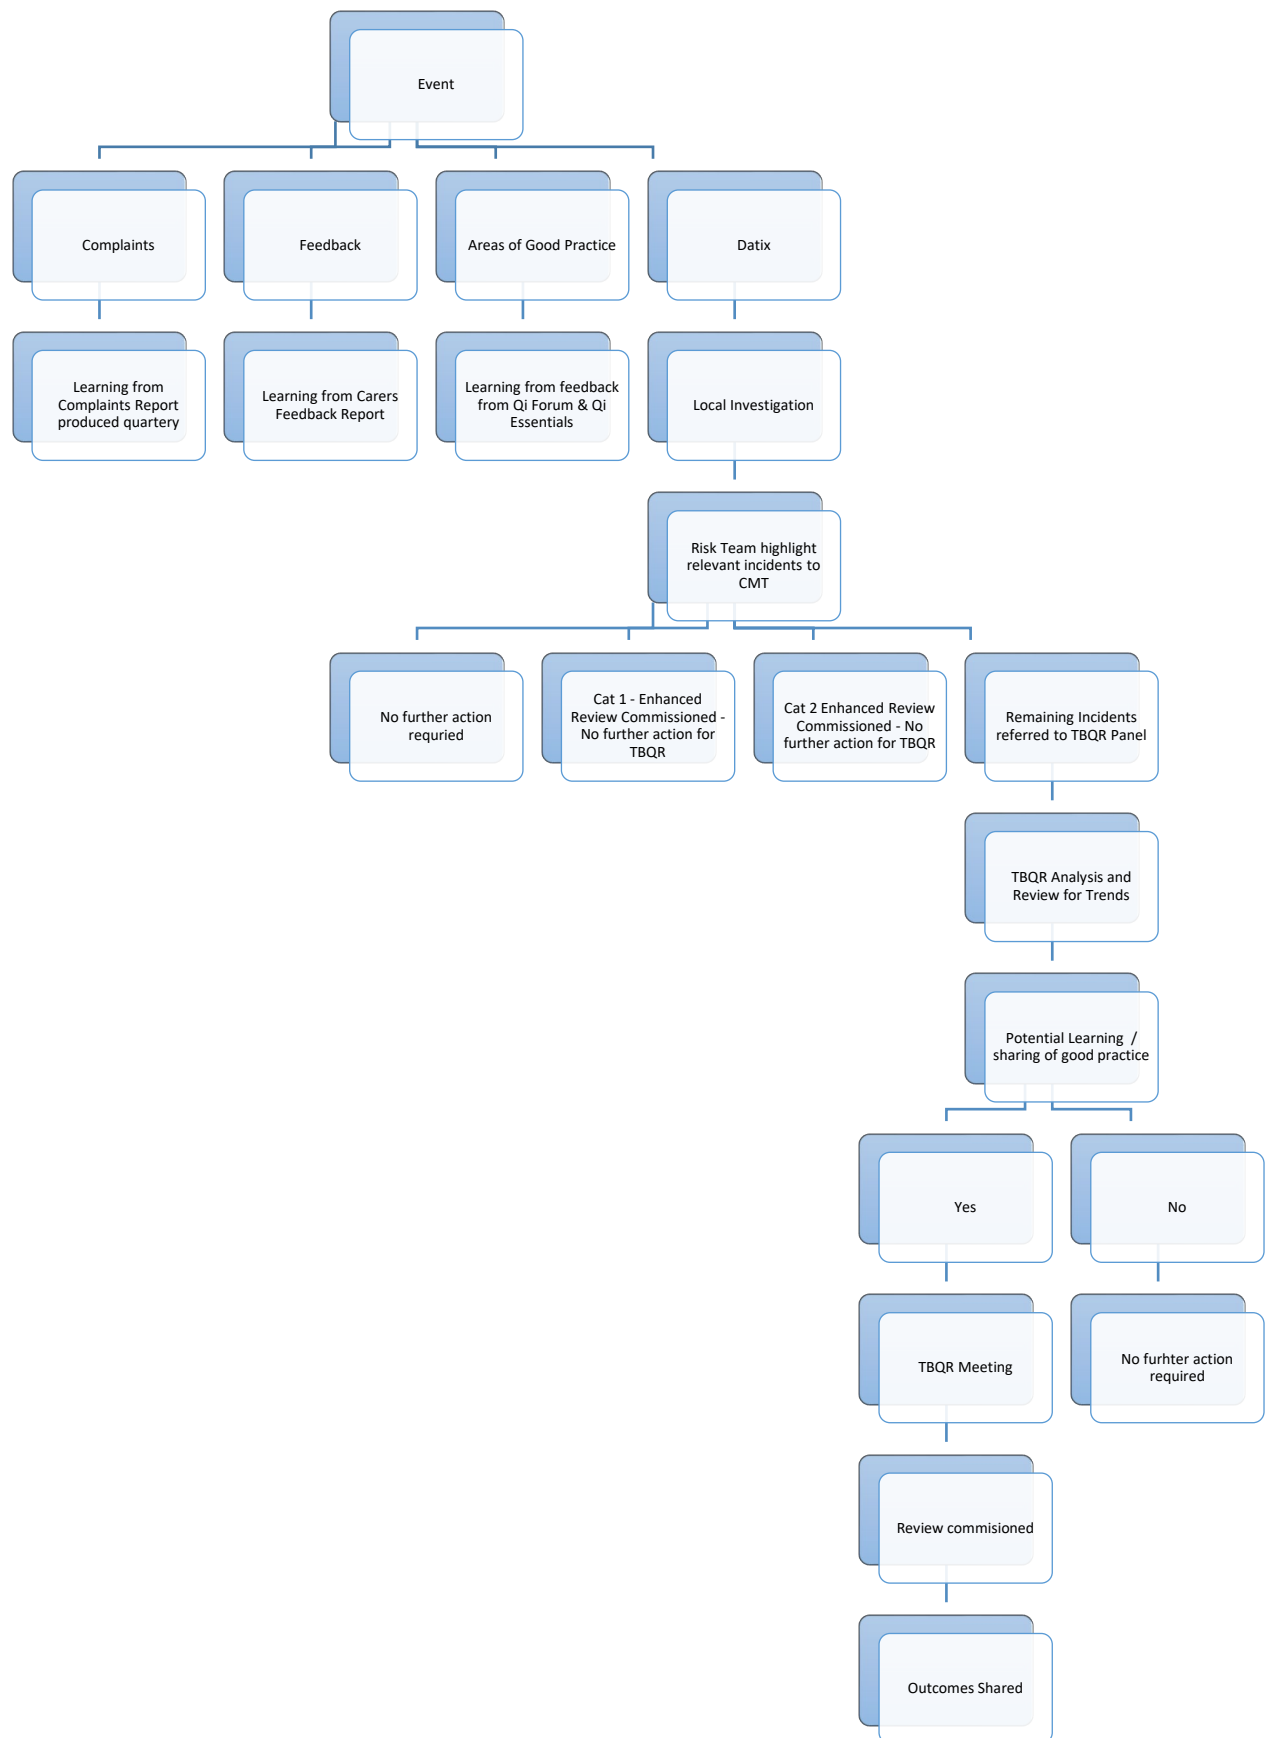 Event
Complaints
Feedback
Areas of Good Practice
Datix
Learning from
Complaints Report
produced quartery
Learning from Carers
Feedback Report
Learning from feedback
from Qi Forum & Qi
Essentials
Local Investigation
Risk Team highlight
relevant incidents to
CMT
No further action
requried
Cat 1 - Enhanced
Review Commissioned -
No further action for
TBQR
Cat 2 Enhanced Review
Commissioned - No
further action for TBQR
Remaining Incidents
referred to TBQR Panel
TBQR Analysis and
Review for Trends
Potential Learning /
sharing of good practice
Yes
No
TBQR Meeting
No furhter action
required
Review commisioned
Outcomes Shared